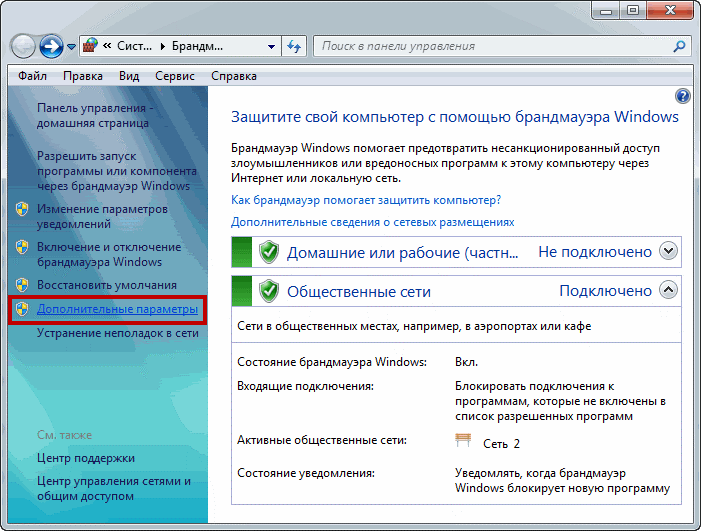 « Сист... ▸ Брандм...
Поиск в панели управления
Файл Правка Вид Сервис Справка
Панель управления -
домашняя страница
Разрешить запуск
программы или компонента
через брандмауэр Windows
Изменение параметров
уведомлений
Включение и отключение
брандмауэра Windows
Восстановить умолчания
Дополнительные параметры
Устранение неполадок в сети
См. также
Центр поддержки
Центр управления сетями и
общим доступом
Защитите свой компьютер с помощью брандмауэра Windows
Брандмауэр Windows помогает предотвратить несанкционированный доступ
злоумышленников или вредоносных программ к этому компьютеру через
Интернет или локальную сеть.
Как брандмауэр помогает защитить компьютер?
Дополнительные сведения о сетевых размещениях
Домашние или рабочие (частн... Не подключено
Общественные сети Подключено
Сети в общественных местах, например, в аэропортах или кафе
Состояние брандмауэра Windows: Вкл.
Входящие подключения: Блокировать подключения к
программам, которые не включены в
список разрешенных программ
Активные общественные сети: Сеть 2
Состояние уведомления: Уведомлять, когда брандмауэр
Windows блокирует новую программу